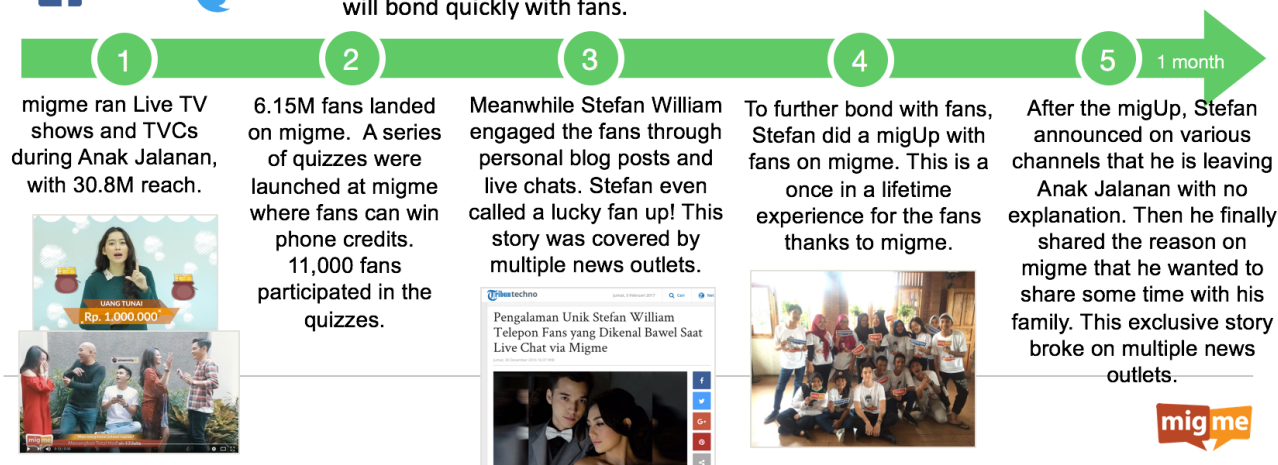 will bond quickly with fans.
1
2
3
4
5
1 month
migme ran Live TV
shows and TVCs
during Anak Jalanan,
with 30.8M reach.
UANG TUNAI
Rp. 1.000.000
migme
6.15M fans landed
on migme. A series
of quizzes were
launched at migme
where fans can win
phone credits.
11,000 fans
participated in the
quizzes.
Meanwhile Stefan William
engaged the fans through
personal blog posts and
live chats. Stefan even
called a lucky fan up! This
story was covered by
multiple news outlets.
Tribun techno
Cari
Pengalaman Unik Stefan William
Telepon Fans yang Dikenal Bawel Saat
Live Chat via Migme
To further bond with fans,
Stefan did a migUp with
fans on migme. This is a
once in a lifetime
experience for the fans
thanks to migme.
After the migUp, Stefan
announced on various
channels that he is leaving
Anak Jalanan with no
explanation. Then he finally
shared the reason on
migme that he wanted to
share some time with his
family. This exclusive story
broke on multiple news
outlets.
migme